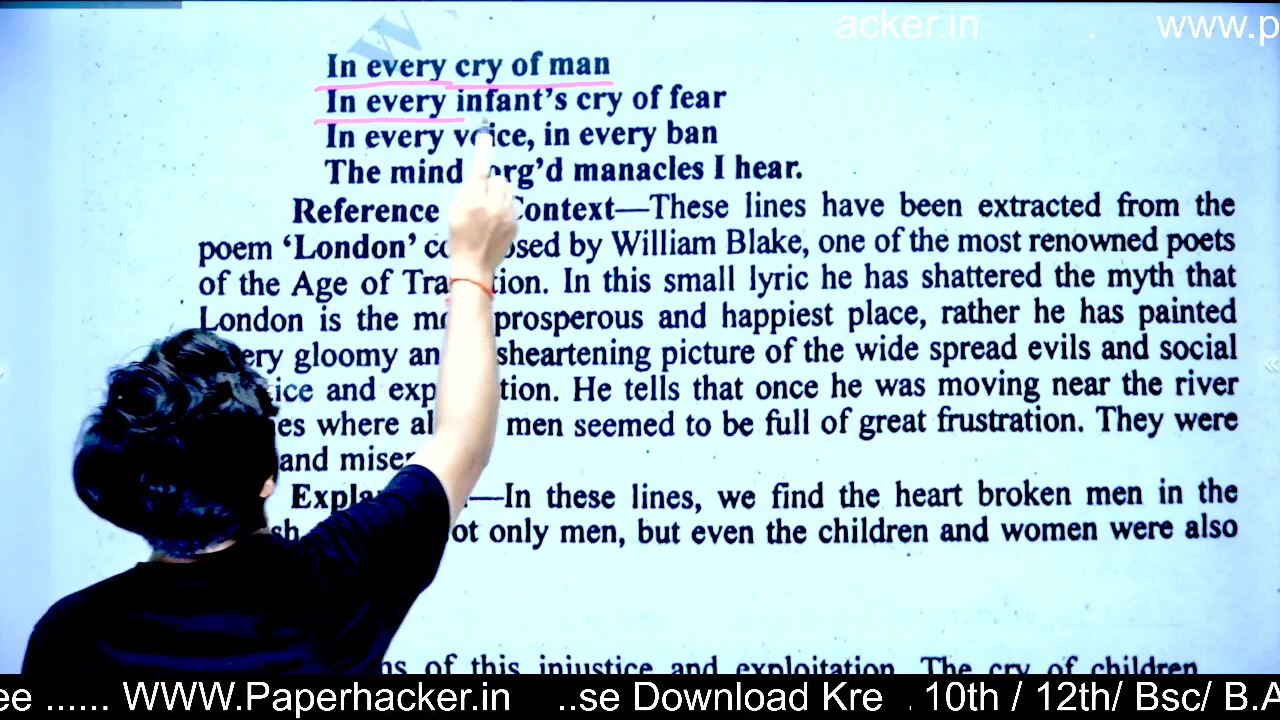 acker.in . www.p
W
In every cry of man
In every infant's cry of fear
In every voice, in every ban
The mind org'd manacles I hear.
Reference Context—These lines have been extracted from the
poem 'London' co osed by William Blake, one of the most renowned poets
of the Age of Tra tion. In this small lyric he has shattered the myth that
London is the mo prosperous and happiest place, rather he has painted
ery gloomy an sheartening picture of the wide spread evils and social
ice and exp tion. He tells that once he was moving near the river
es where al men seemed to be full of great frustration. They were
and miser
Expla —In these lines, we find the heart broken men in the
sh ot only men, but even the children and women were also
ns of this injustice and exploitation. The cry of children
ee ...... WWW.Paperhacker.in ..se Download Kre . 10th / 12th/ Bsc/ B.A